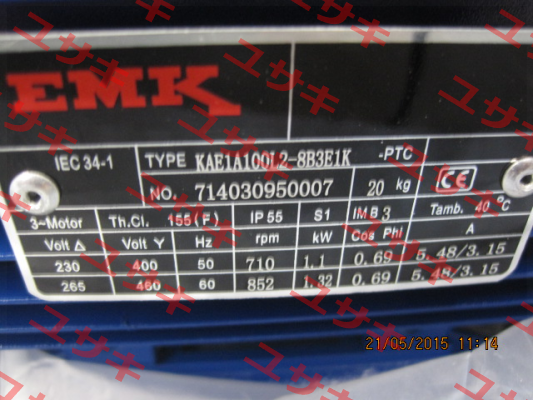 EMK
IEC 34-1 TYPE KAE1A100L2-8B3E1K -PTC
NO. 714030950007 20 kg CE
3-Motor Th.Cl. 155(F) IP 55 S1 IM B 3 Tamb. 40 °C
Volt Δ Volt Y Hz rpm kW Cos Phi A
230 400 50 710 1.1 0.69 5.48/3.15
265 460 60 852 1.32 0.69 5.48/3.15
21/05/2015 11:14
ユサキ